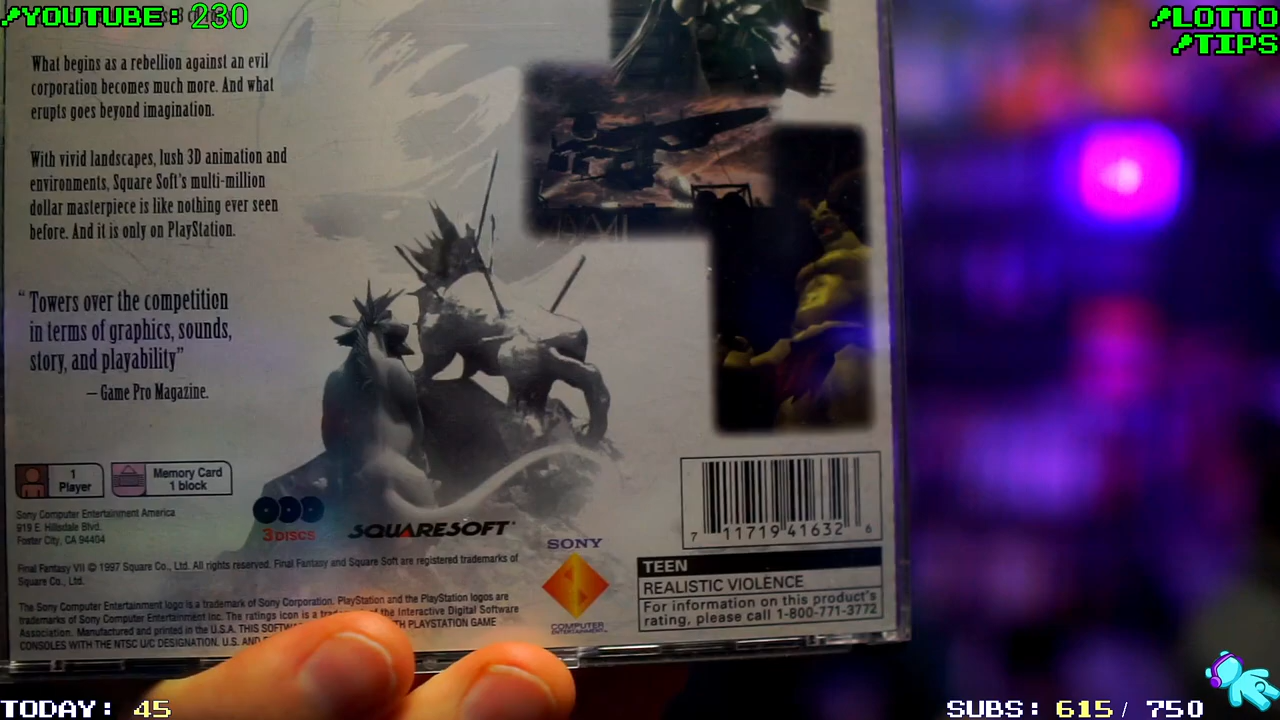 /YOUTUBE: 230
/LOTTO
/TIPS
What begins as a rebellion against an evil
corporation becomes much more. And what
erupts goes beyond imagination.
With vivid landscapes, lush 3D animation and
environments, Square Soft's multi-million
dollar masterpiece is like nothing ever seen
before. And it is only on PlayStation.
“ Towers over the competition
in terms of graphics, sounds,
story, and playability”
– Game Pro Magazine.
1
Player
Memory Card
1 block
Sony Computer Entertainment America
919 E. Hillsdale Blvd.
Foster City, CA 94404
3 DISCS
SQUARESOFT
SONY
COMPUTER
ENTERTAINMENT
7 11719 41632 6
TEEN
REALISTIC VIOLENCE
For information on this product's
rating, please call 1-800-771-3772
Final Fantasy VII © 1997 Square Co., Ltd. All rights reserved. Final Fantasy and Square Soft are registered trademarks of
Square Co., Ltd.
The Sony Computer Entertainment logo is a trademark of Sony Corporation. PlayStation and the PlayStation logos are
trademarks of Sony Computer Entertainment Inc. The ratings icon is a the Interactive Digital Software
Association. Manufactured and printed in the U.S.A. THIS PLAYSTATION GAME
CONSOLES WITH THE NTSC U/C DESIGNATION. U.S. AND
TODAY: 45
SUBS: 615/ 750